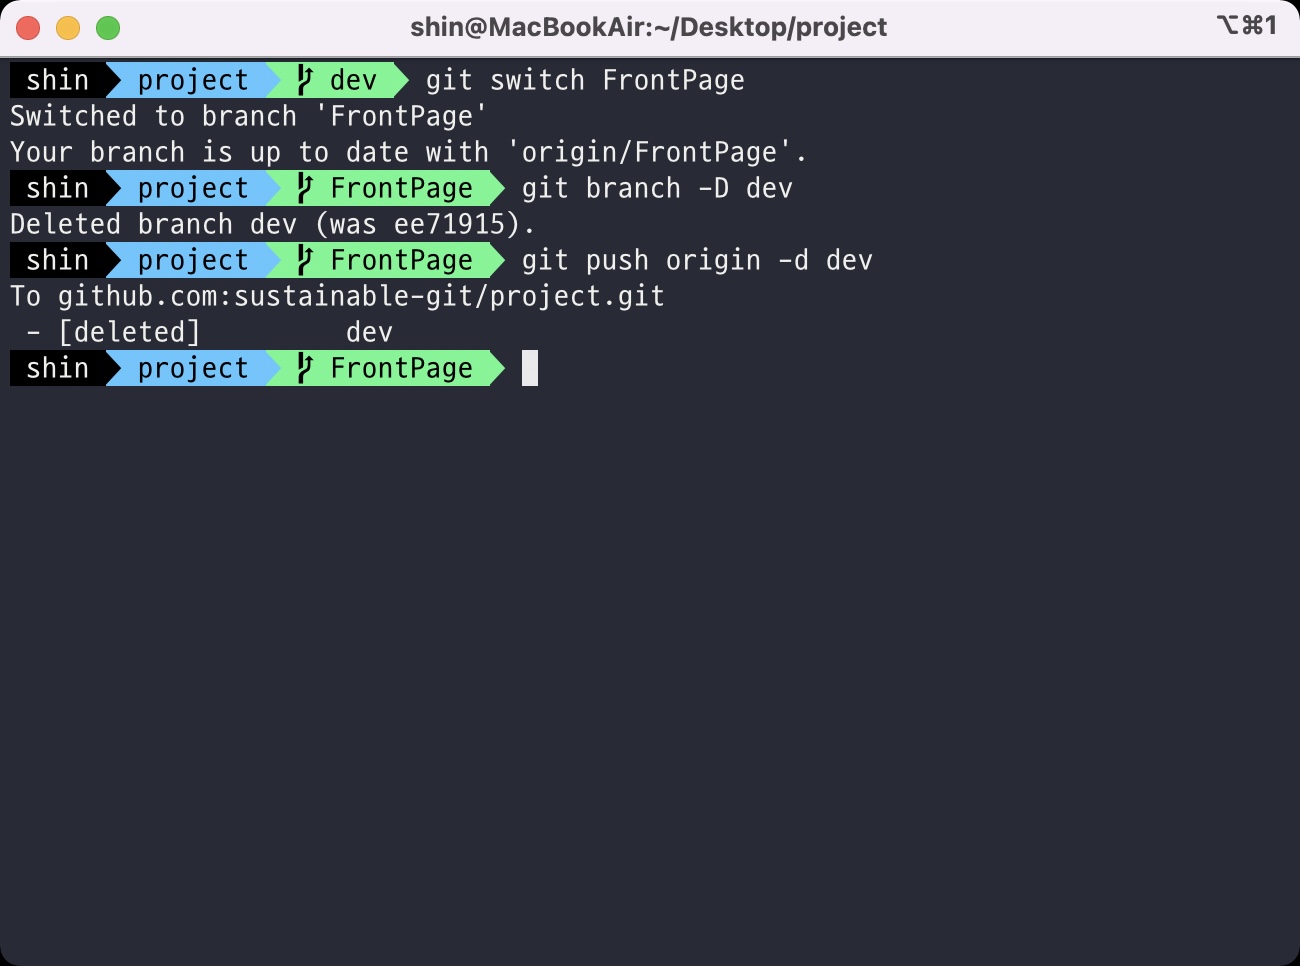 shin@MacBookAir:~/Desktop/project ⌥⌘1
shin project dev git switch FrontPage
Switched to branch 'FrontPage'
Your branch is up to date with 'origin/FrontPage'.
shin project FrontPage git branch -D dev
Deleted branch dev (was ee71915).
shin project FrontPage git push origin -d dev
To github.com:sustainable-git/project.git
 - [deleted]         dev
shin project FrontPage